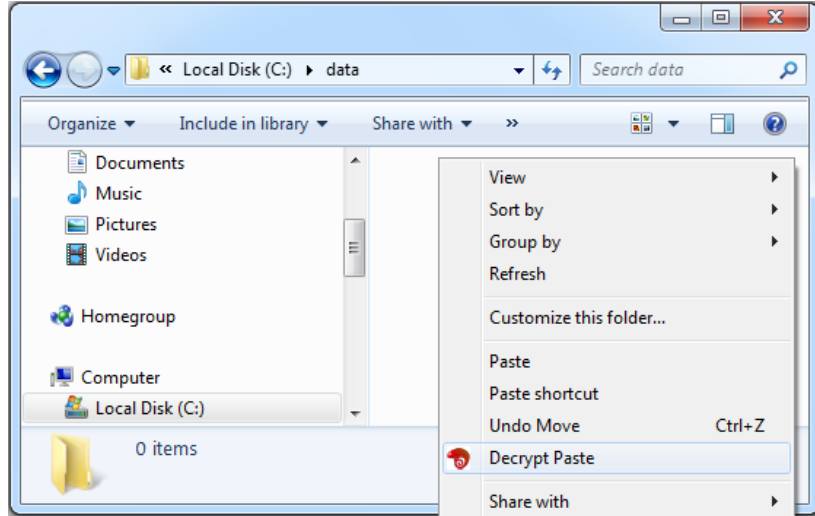 « Local Disk (C:) ▸ data
Search data
Organize Include in library Share with »
Documents
Music
Pictures
Videos
Homegroup
Computer
Local Disk (C:)
0 items
View
Sort by
Group by
Refresh
Customize this folder...
Paste
Paste shortcut
Undo Move Ctrl+Z
Decrypt Paste
Share with